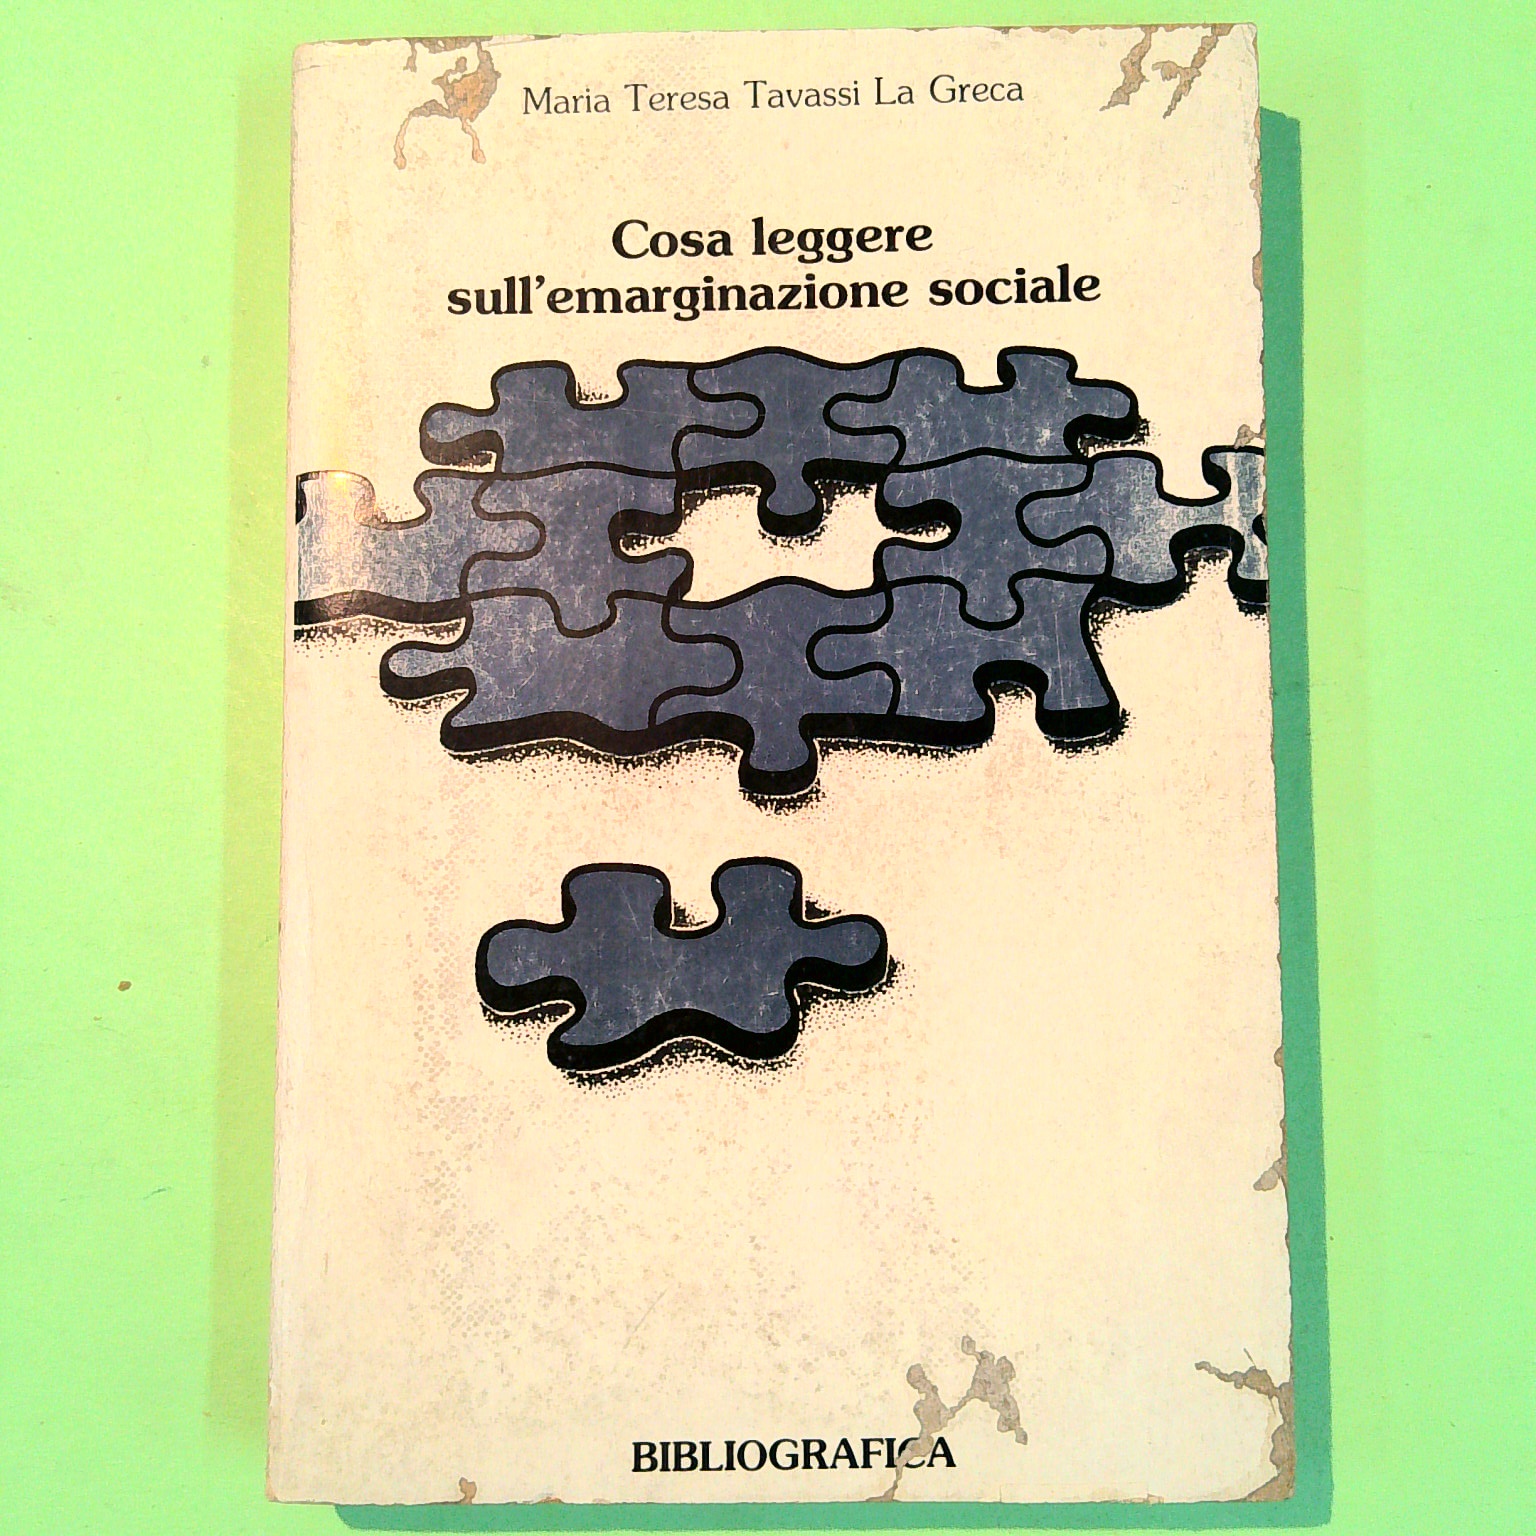 Maria Teresa Tavassi La Greca
Cosa leggere
sull'emarginazione sociale
BIBLIOGRAFICA